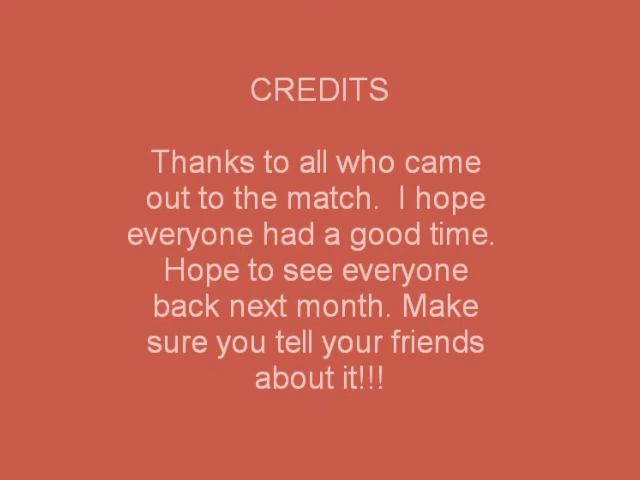 CREDITS
Thanks to all who came
out to the match.  I hope
everyone had a good time.
Hope to see everyone
back next month. Make
sure you tell your friends
about it!!!